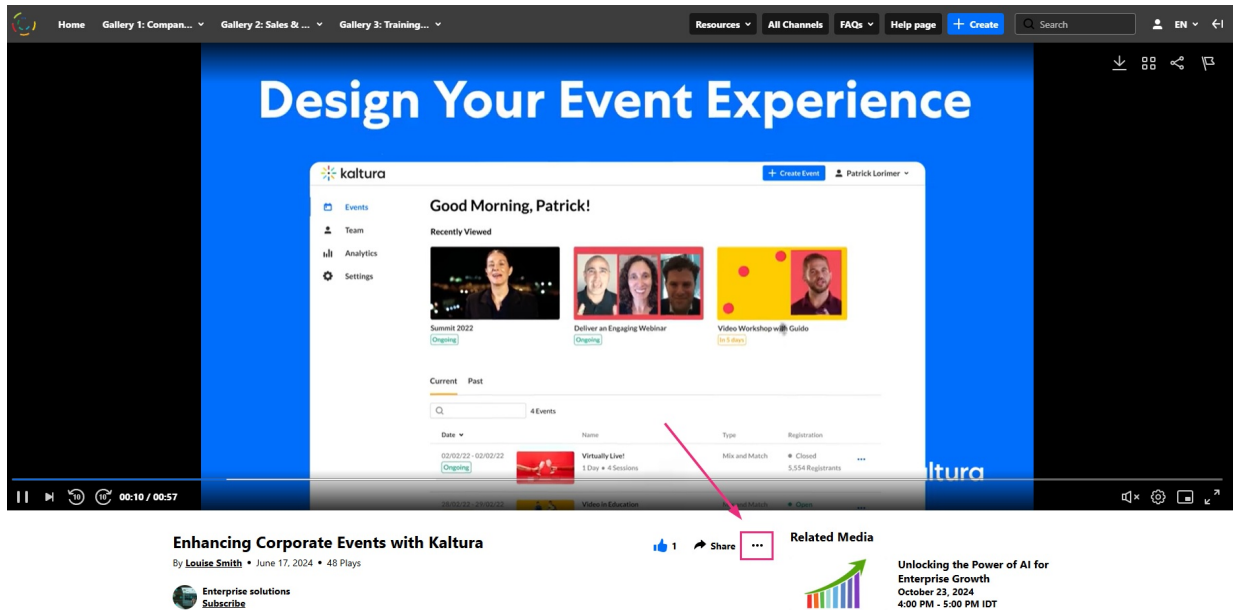 Home Gallery 1: Compan... Gallery 2: Sales & ... Gallery 3: Training... Resources All Channels FAQs Help page + Create Search EN
Design Your Event Experience
kaltura + Create Event Patrick Lorimer
Events
Team
Analytics
Settings
Good Morning, Patrick!
Recently Viewed
Summit 2022
Ongoing
Deliver an Engaging Webinar
Ongoing
Video Workshop with Guido
In 5 days
Current Past
4 Events
Date Name Type Registration
02/02/22 - 02/02/22 Virtually Live! Mix and Match Closed
Ongoing 1 Day • 4 Sessions 5,554 Registrants
ltura
Video in Education Open
10 10 00:10 / 00:57
Enhancing Corporate Events with Kaltura
1 Share ...
By Louise Smith • June 17, 2024 • 48 Plays
Enterprise solutions
Subscribe
Related Media
Unlocking the Power of AI for
Enterprise Growth
October 23, 2024
4:00 PM - 5:00 PM IDT